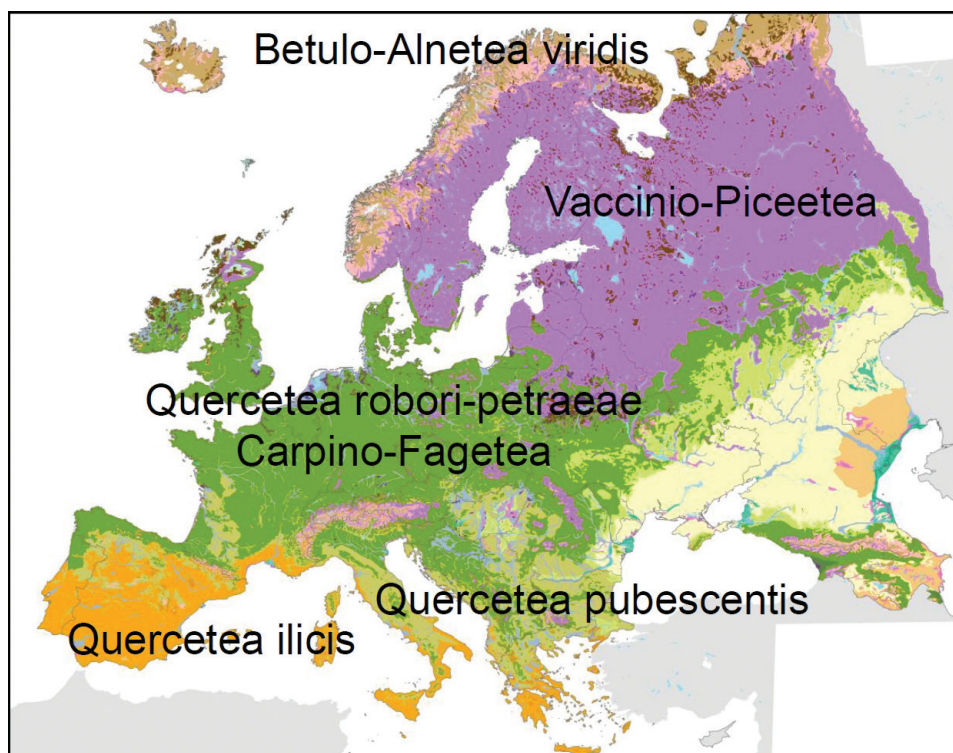 Betulo-Alnetea viridis
Vaccinio-Piceetea
Quercetea robori-petraeae
Carpino-Fagetea
Quercetea pubescentis
Quercetea ilicis